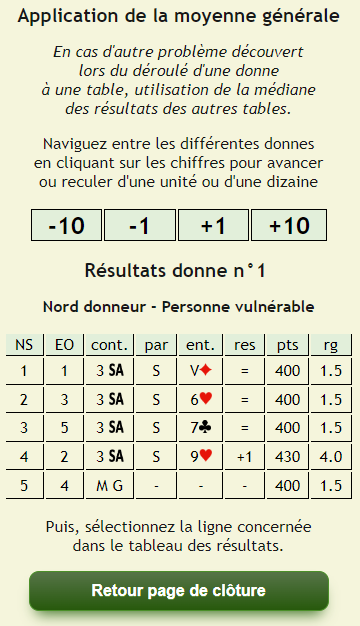 Application de la moyenne générale
En cas d'autre problème découvert
lors du déroulé d'une donne
à une table, utilisation de la médiane
des résultats des autres tables.
Naviguez entre les différentes donnes
en cliquant sur les chiffres pour avancer
ou reculer d'une unité ou d'une dizaine
-10 -1 +1 +10
Résultats donne n°1
Nord donneur - Personne vulnérable
NS EO cont. par ent. res pts rg
1 1 3 SA S V♦ = 400 1.5
2 3 3 SA S 6♥ = 400 1.5
3 5 3 SA S 7♣ = 400 1.5
4 2 3 SA S 9♥ +1 430 4.0
5 4 M G - - - 400 1.5
Puis, sélectionnez la ligne concernée
dans le tableau des résultats.
Retour page de clôture